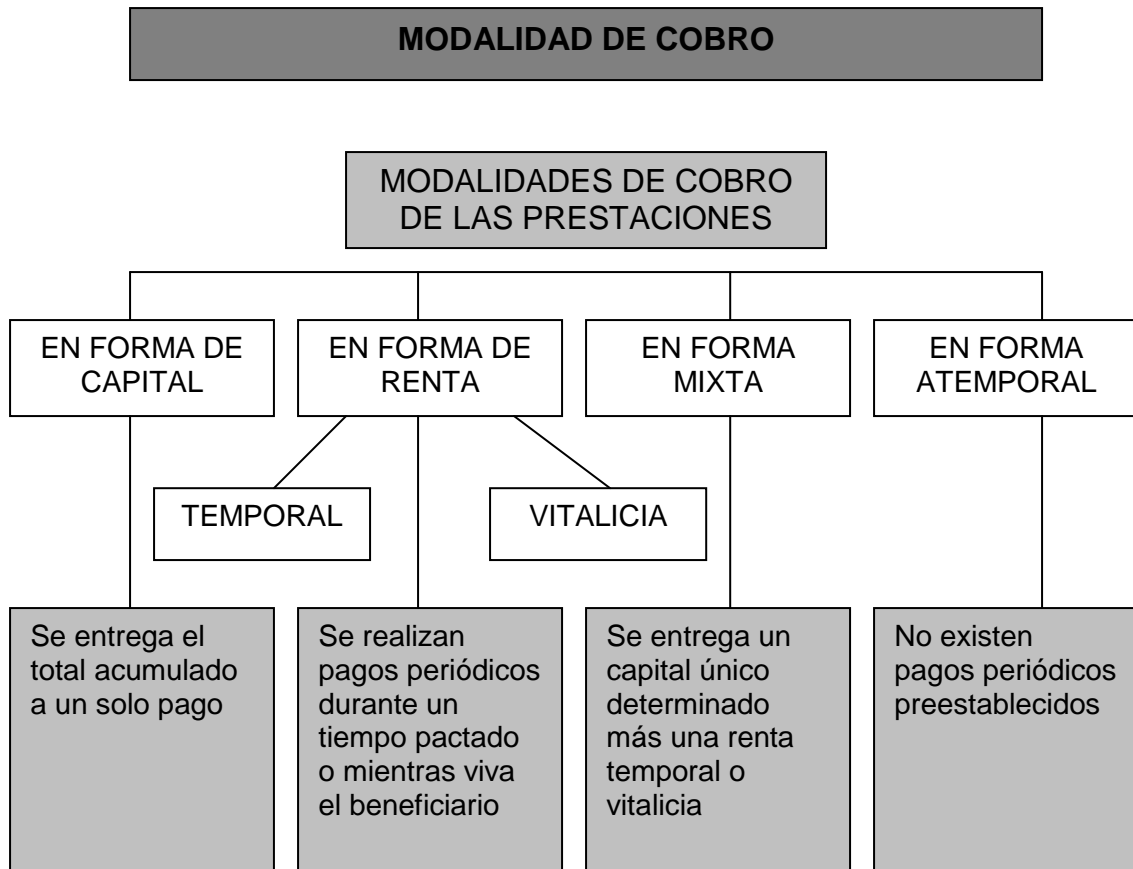 MODALIDAD DE COBRO
MODALIDADES DE COBRO
DE LAS PRESTACIONES
EN FORMA DE
CAPITAL
EN FORMA DE
RENTA
EN FORMA
MIXTA
EN FORMA
ATEMPORAL
TEMPORAL
VITALICIA
Se entrega el
total acumulado
a un solo pago
Se realizan
pagos periódicos
durante un
tiempo pactado
o mientras viva
el beneficiario
Se entrega un
capital único
determinado
más una renta
temporal o
vitalicia
No existen
pagos periódicos
preestablecidos